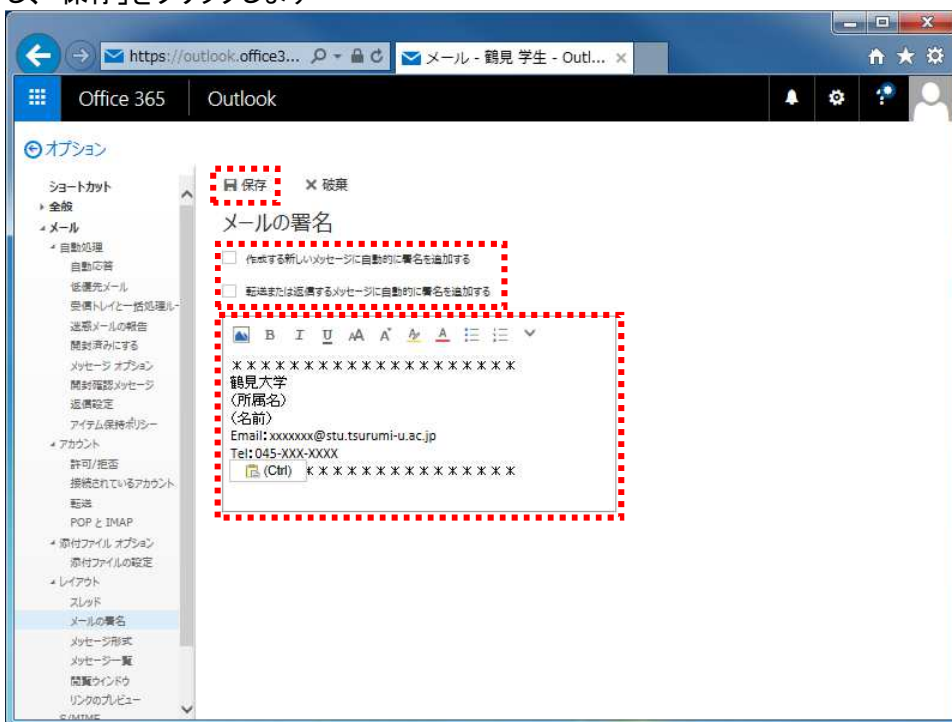 し、「保存」をクリックします
https://outlook.office3...
メール - 鶴見 学生 - Outl...
Office 365
Outlook
オプション
ショートカット
全般
メール
自動処理
自動応答
低優先メール
受信トレイと一括処理ルー
迷惑メールの報告
開封済みにする
メッセージ オプション
開封確認メッセージ
返信設定
アイテム保持ポリシー
アカウント
許可/拒否
接続されているアカウント
転送
POP と IMAP
添付ファイル オプション
添付ファイルの設定
レイアウト
スレッド
メールの署名
メッセージ形式
メッセージ一覧
閲覧ウィンドウ
リンクのプレビュー
S/MIME
保存
破棄
メールの署名
作成する新しいメッセージに自動的に署名を追加する
転送または返信するメッセージに自動的に署名を追加する
B I U AA A A
********************
鶴見大学
(所属名)
(名前)
Email:xxxxxxx@stu.tsurumi-u.ac.jp
Tel:045-XXX-XXXX
(Ctrl) ***************